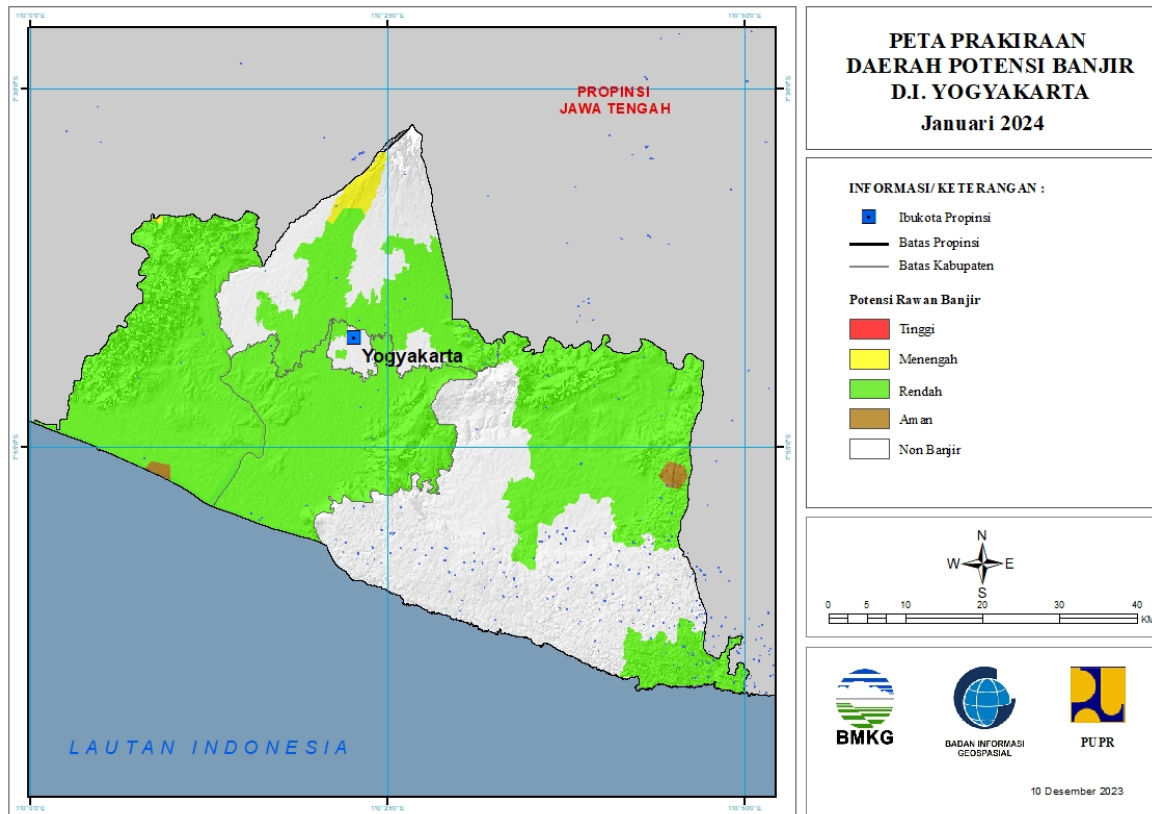 PETA PRAKIRAAN
DAERAH POTENSI BANJIR
D.I. YOGYAKARTA
Januari 2024
INFORMASI/ KETERANGAN :
Ibukota Propinsi
Batas Propinsi
Batas Kabupaten
Potensi Rawan Banjir
Tinggi
Menengah
Rendah
Aman
Non Banjir
N
W E
S
0 5 10 20 30 40
KM
BMKG
BADAN INFORMASI
GEOSPASIAL
PUPR
10 Desember 2023
PROPINSI
JAWA TENGAH
Yogyakarta
LAUTAN INDONESIA